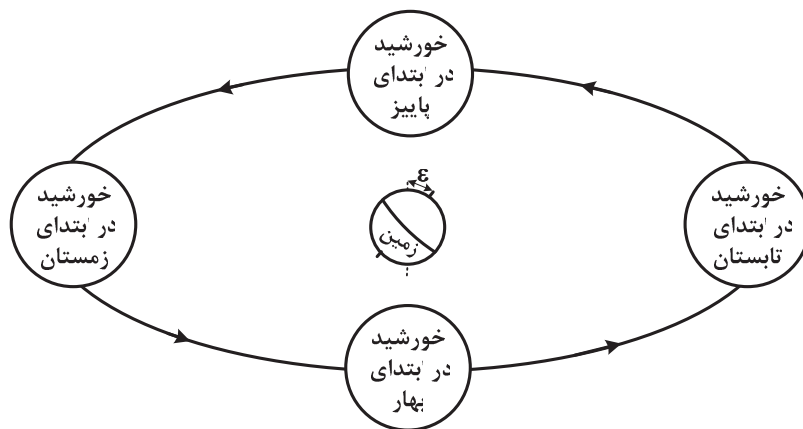 خورشید
در ابتدای
پاییز
خورشید
در ابتدای
زمستان
ε
زمین
خورشید
در ابتدای
تابستان
خورشید
در ابتدای
بهار